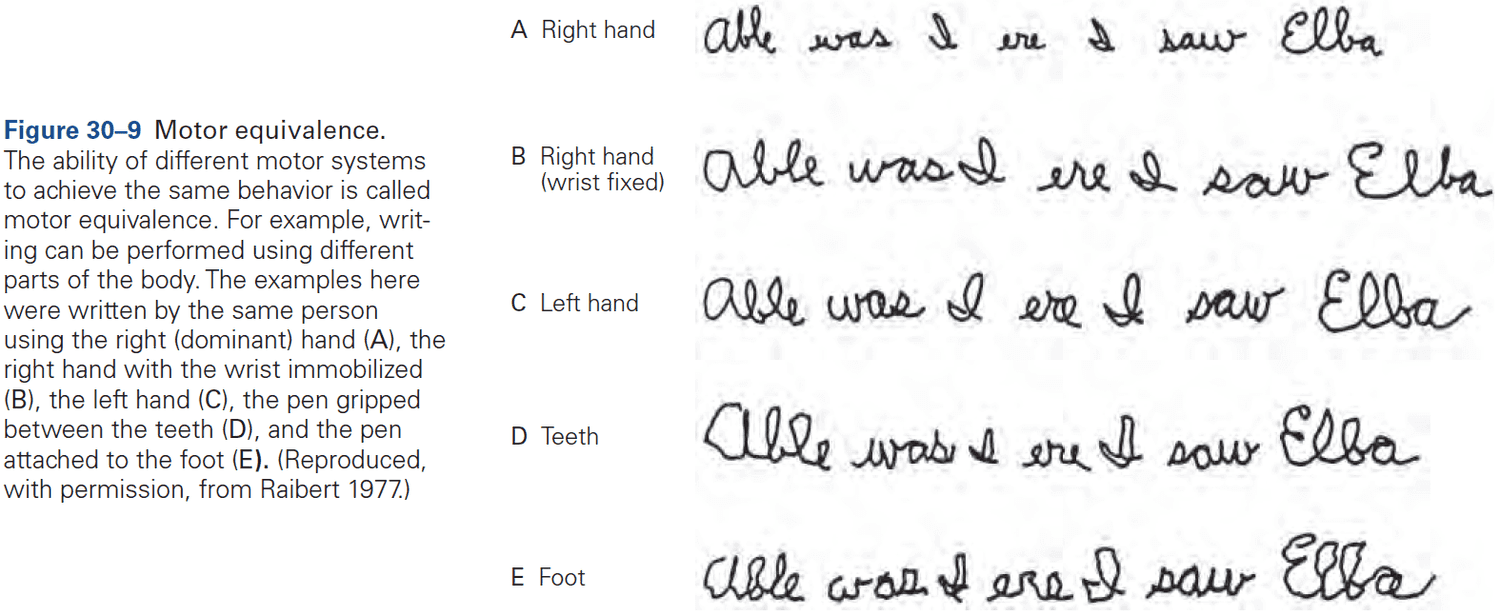 Figure 30–9 Motor equivalence.
The ability of different motor systems
to achieve the same behavior is called
motor equivalence. For example, writ-
ing can be performed using different
parts of the body. The examples here
were written by the same person
using the right (dominant) hand (A), the
right hand with the wrist immobilized
(B), the left hand (C), the pen gripped
between the teeth (D), and the pen
attached to the foot (E). (Reproduced,
with permission, from Raibert 1977.)
A Right hand
Able was I ere I saw Elba
B Right hand
(wrist fixed)
Able was I ere I saw Elba
C Left hand
Able was I ere I saw Elba
D Teeth
Able was I ere I saw Elba
E Foot
Able was I ere I saw Elba